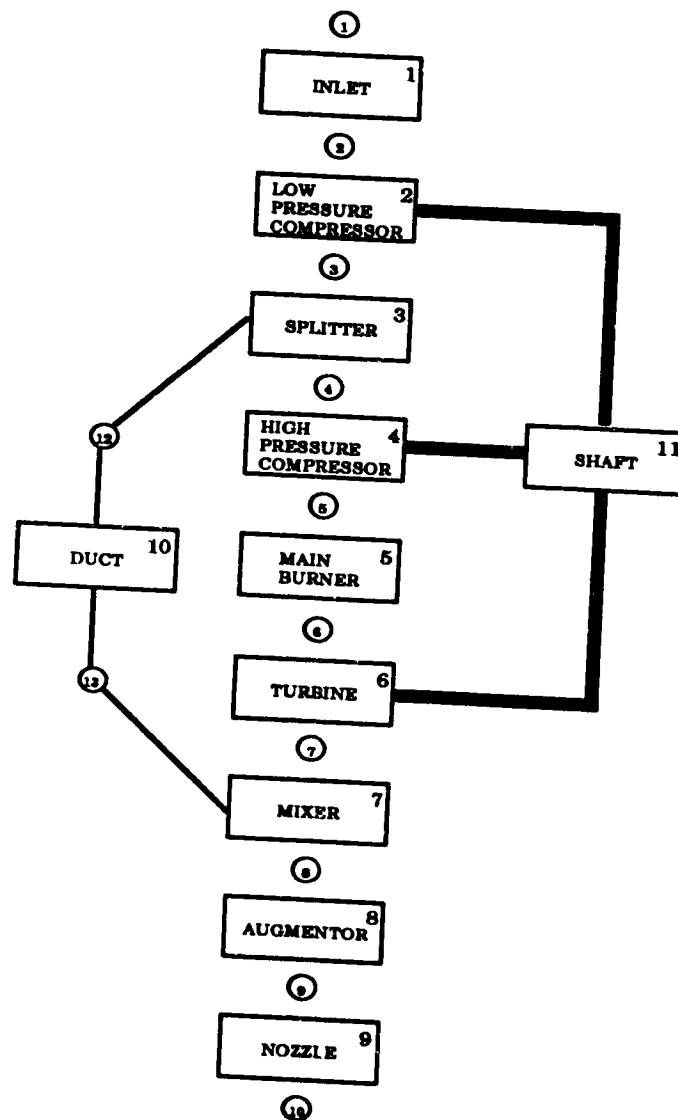 1
1
INLET
2
2
LOW
PRESSURE
COMPRESSOR
3
3
SPLITTER
4
12
4
HIGH
PRESSURE
COMPRESSOR
11
SHAFT
5
10
DUCT
5
MAIN
BURNER
6
13
6
TURBINE
7
7
MIXER
8
8
AUGMENTOR
9
9
NOZZLE
10